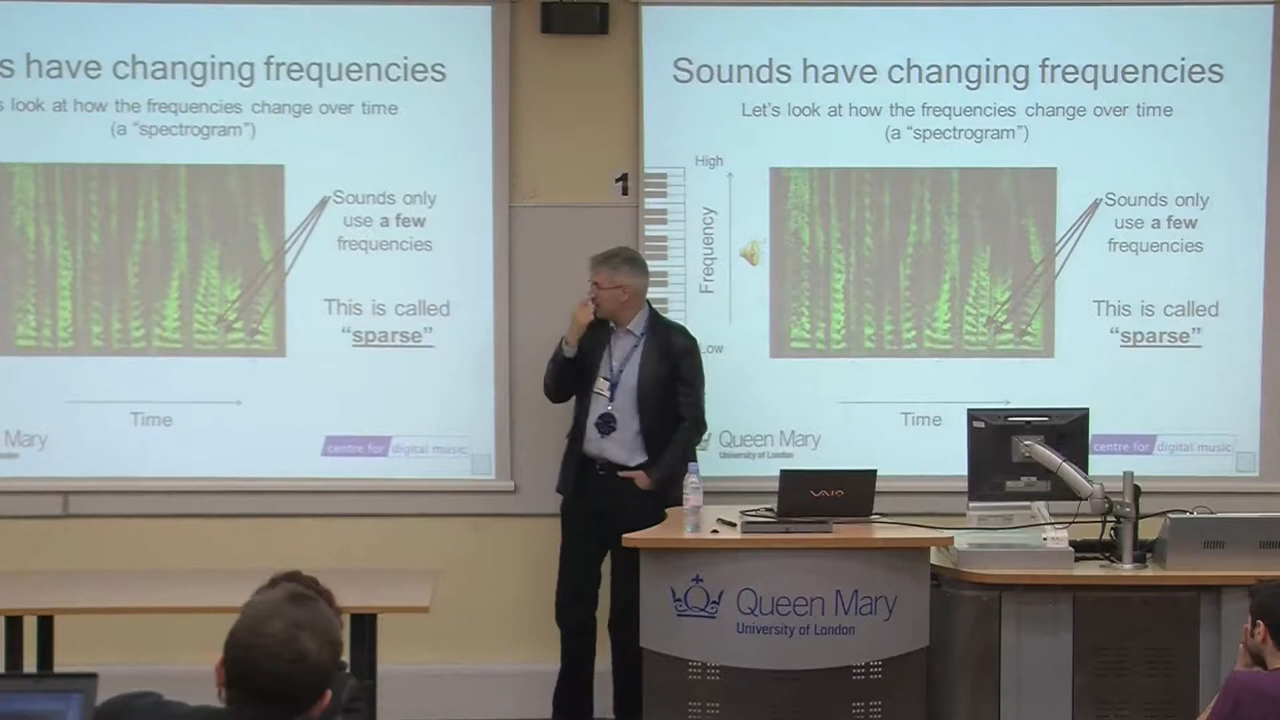 s have changing frequencies
s look at how the frequencies change over time
(a “spectrogram”)
Sounds only
use a few
frequencies
This is called
“sparse”
Time
Mary
centre for digital music
1
Sounds have changing frequencies
Let's look at how the frequencies change over time
(a “spectrogram”)
High
Frequency
Low
Sounds only
use a few
frequencies
This is called
“sparse”
Time
Queen Mary
University of London
centre for digital music
VAIO
Queen Mary
University of London